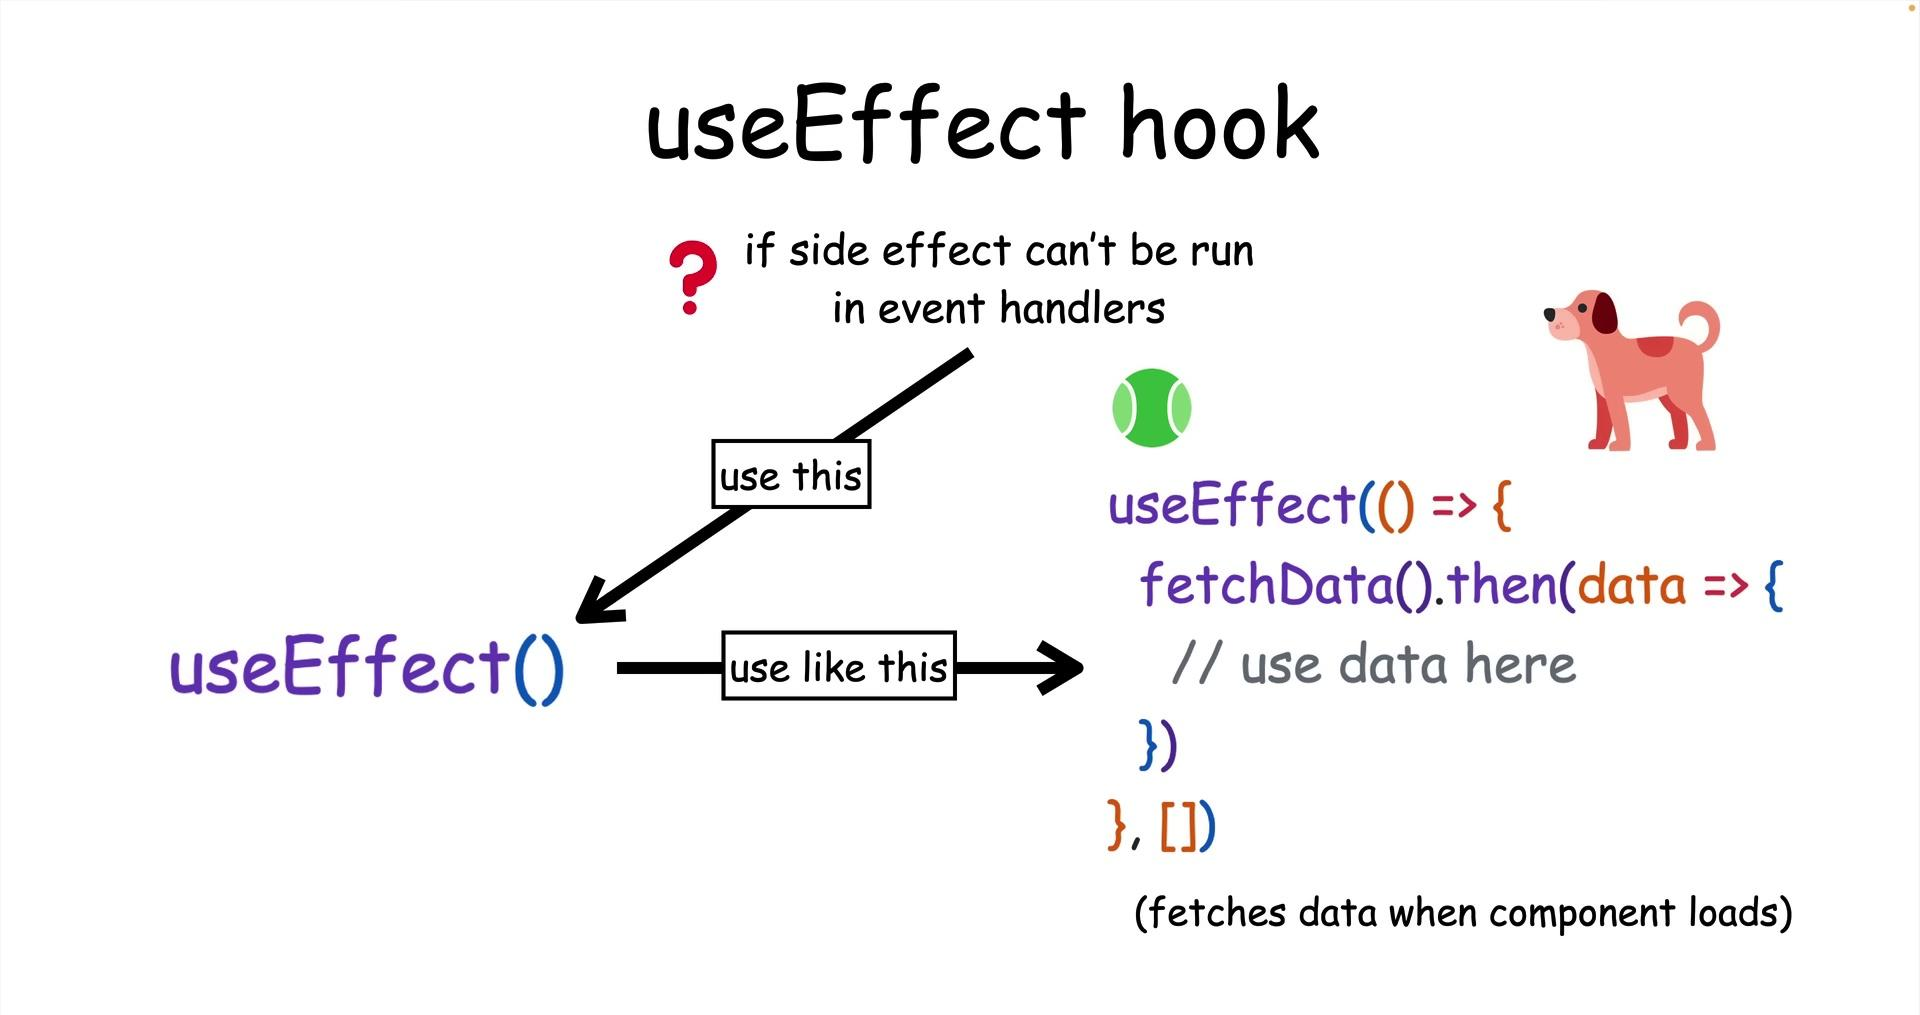 useEffect hook
if side effect can't be run
in event handlers
use this
useEffect()
use like this
useEffect(() => {
fetchData().then(data => {
// use data here
})
}, [])
(fetches data when component loads)